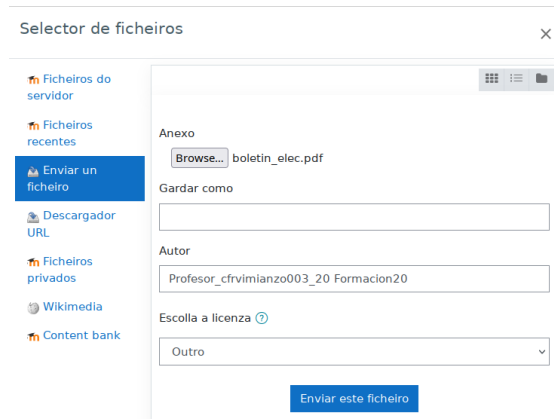 Selector de ficheiros
Ficheiros do
servidor
Ficheiros
recentes
Enviar un
ficheiro
Descargador
URL
Ficheiros
privados
Wikimedia
Content bank
Anexo
Browse... boletin_elec.pdf
Gardar como
Autor
Profesor_cfrvimianzo003_20 Formacion20
Escolla a licenza
Outro
Enviar este ficheiro